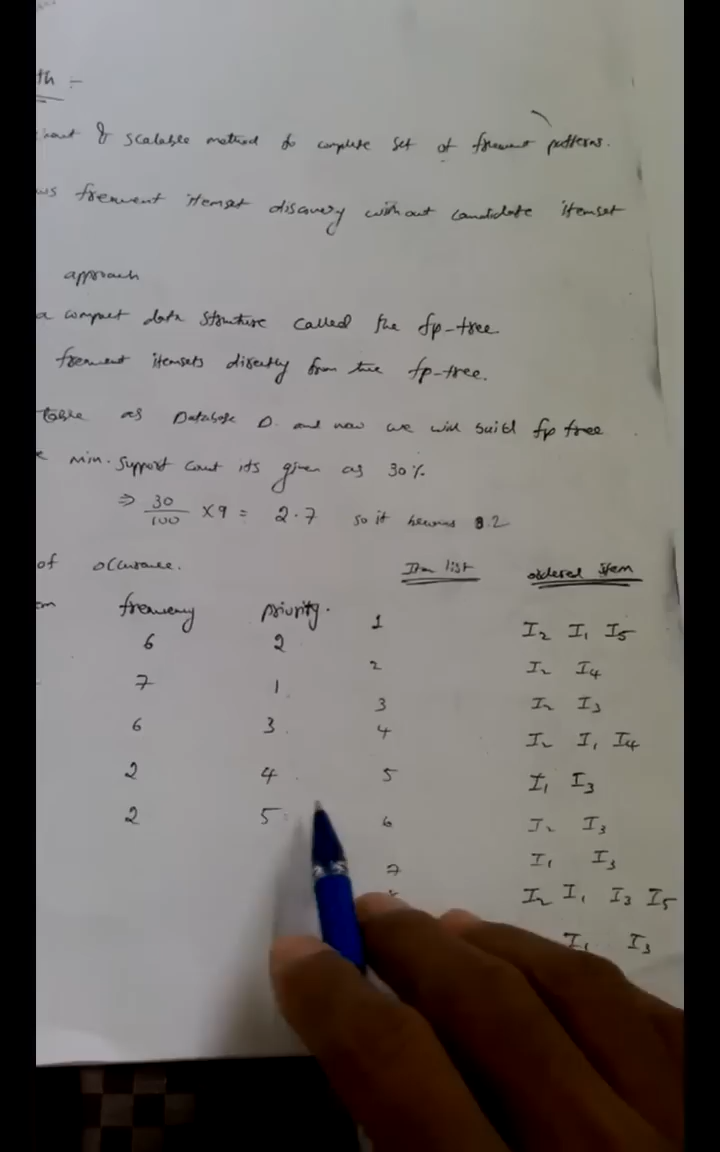 th :-
& scalable method to complete set of frequent patterns.
ws frequent itemset discovery without candidate itemset
approach
a compact data structure called the fp-tree
frequent itemsets directly from the fp-tree.
table as Database D. and now we will build fp tree
min. support count its given as 30%
⇒ 30/100 × 9 = 2.7 so it becomes 2
of occurance.
Item list ordered item
frequency priority.
6 2
7 1
6 3
2 4
2 5
1 I2 I1 I5
2 I2 I4
3 I2 I3
4 I2 I1 I4
5 I1 I3
6 I2 I3
7 I1 I3
I2 I1 I3 I5
I1 I3